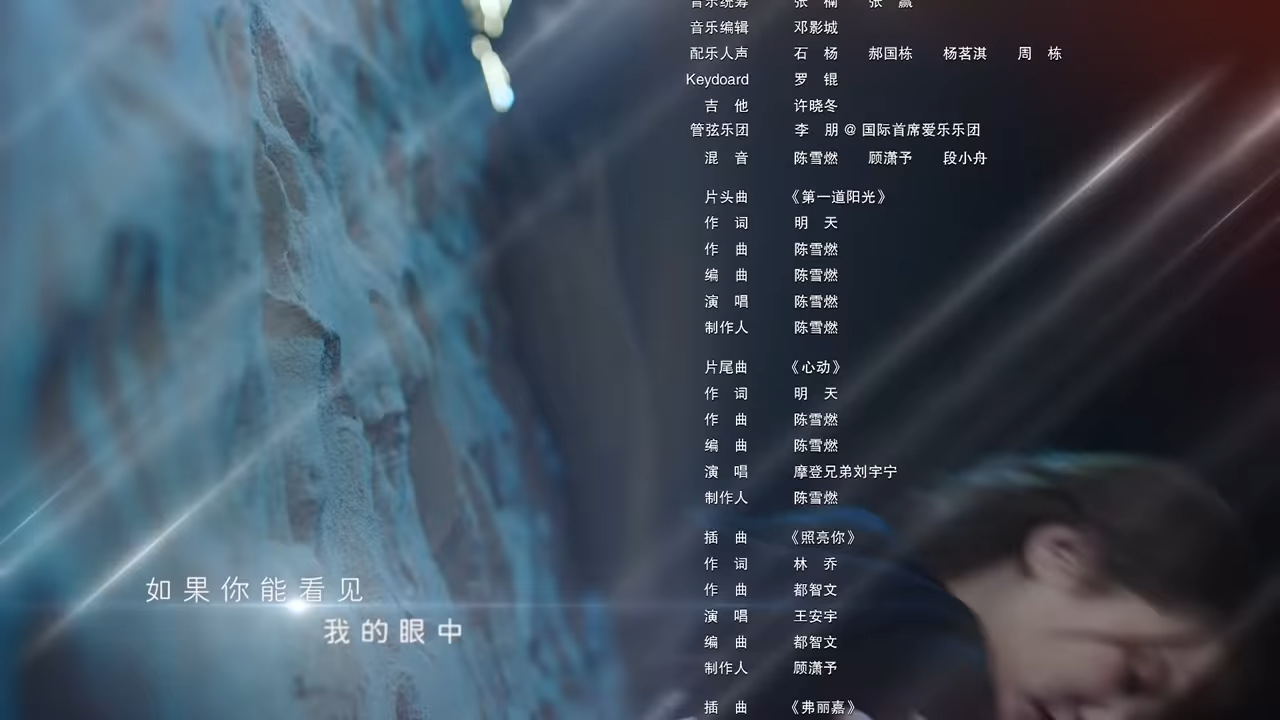 音乐统筹 张 楠 张 赢
音乐编辑 邓影城
配乐人声 石 杨 郝国栋 杨茗淇 周 栋
Keydoard 罗 锟
吉 他 许晓冬
管弦乐团 李 朋 @ 国际首席爱乐乐团
混 音 陈雪燃 顾潇予 段小舟
片头曲 《第一道阳光》
作 词 明 天
作 曲 陈雪燃
编 曲 陈雪燃
演 唱 陈雪燃
制作人 陈雪燃
片尾曲 《心动》
作 词 明 天
作 曲 陈雪燃
编 曲 陈雪燃
演 唱 摩登兄弟刘宇宁
制作人 陈雪燃
插 曲 《照亮你》
作 词 林 乔
作 曲 都智文
演 唱 王安宇
编 曲 都智文
制作人 顾潇予
插 曲 《弗丽嘉》
如果你能看见
我的眼中